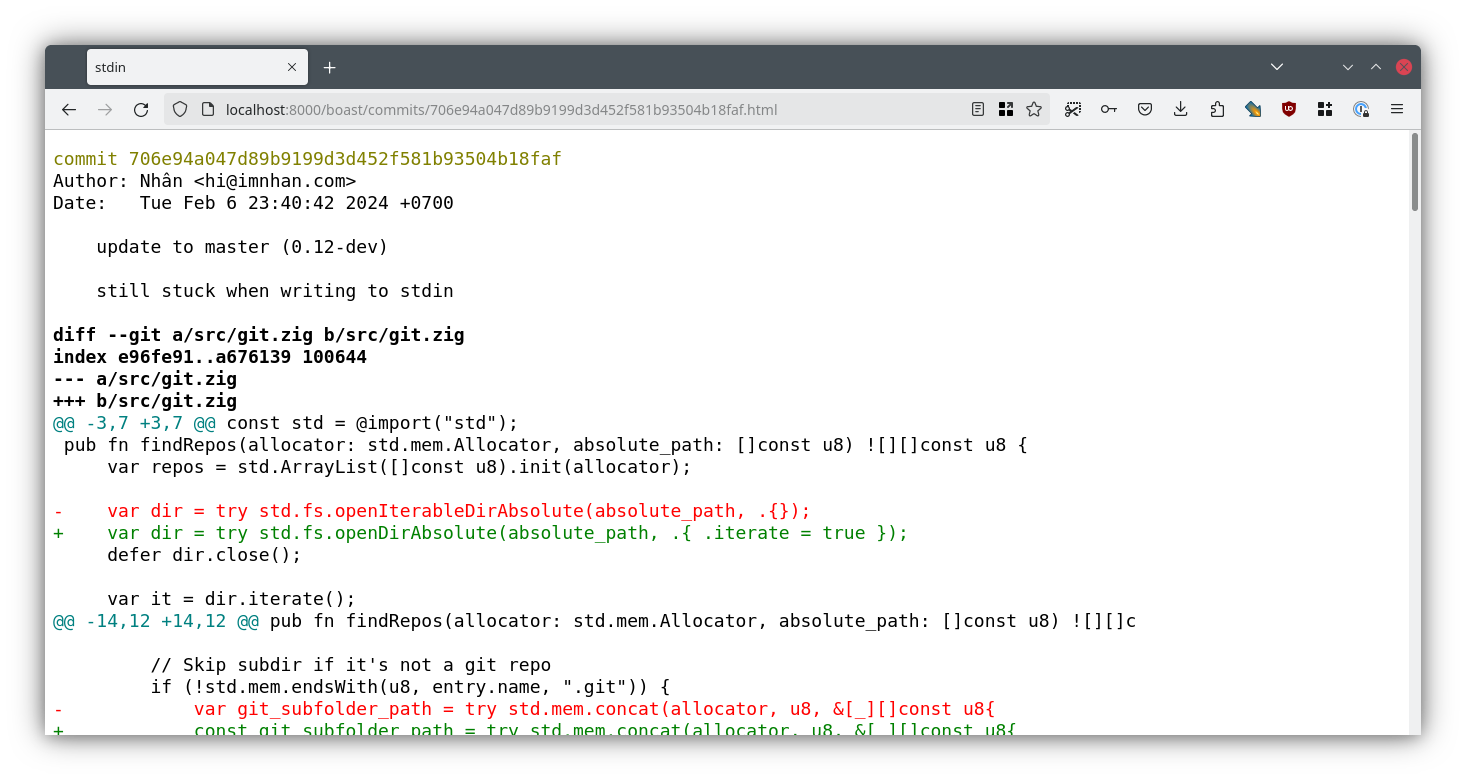 stdin
localhost:8000/boast/commits/706e94a047d89b9199d3d452f581b93504b18faf.html
commit 706e94a047d89b9199d3d452f581b93504b18faf
Author: Nhân <hi@imnhan.com>
Date:   Tue Feb 6 23:40:42 2024 +0700
    update to master (0.12-dev)
    still stuck when writing to stdin
diff --git a/src/git.zig b/src/git.zig
index e96fe91..a676139 100644
--- a/src/git.zig
+++ b/src/git.zig
@@ -3,7 +3,7 @@ const std = @import("std");
 pub fn findRepos(allocator: std.mem.Allocator, absolute_path: []const u8) ![][]const u8 {
     var repos = std.ArrayList([]const u8).init(allocator);
-    var dir = try std.fs.openIterableDirAbsolute(absolute_path, .{});
+    var dir = try std.fs.openDirAbsolute(absolute_path, .{ .iterate = true });
     defer dir.close();
     var it = dir.iterate();
@@ -14,12 +14,12 @@ pub fn findRepos(allocator: std.mem.Allocator, absolute_path: []const u8) ![][]c
         // Skip subdir if it's not a git repo
         if (!std.mem.endsWith(u8, entry.name, ".git")) {
-            var git_subfolder_path = try std.mem.concat(allocator, u8, &[_][]const u8{
+            const git_subfolder_path = try std.mem.concat(allocator, u8, &[_][]const u8{